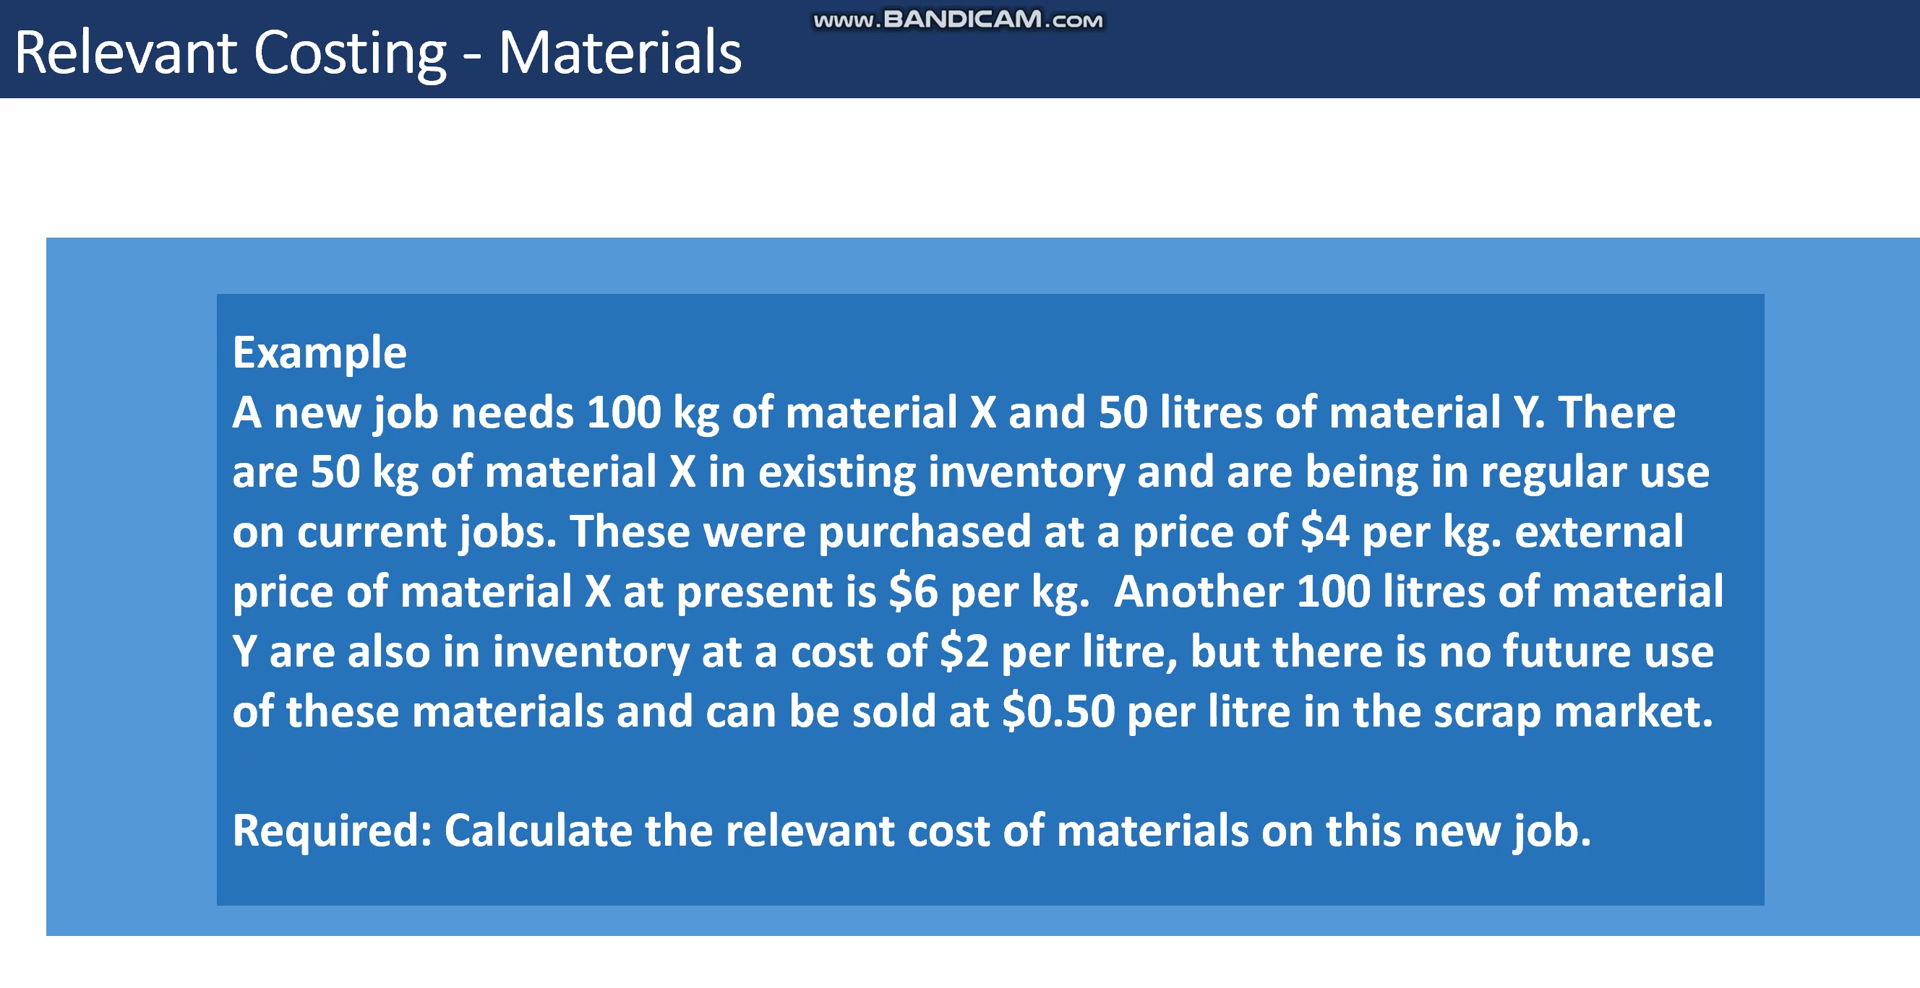 www.BANDICAM.com
Relevant Costing - Materials
Example
A new job needs 100 kg of material X and 50 litres of material Y. There
are 50 kg of material X in existing inventory and are being in regular use
on current jobs. These were purchased at a price of $4 per kg. external
price of material X at present is $6 per kg.  Another 100 litres of material
Y are also in inventory at a cost of $2 per litre, but there is no future use
of these materials and can be sold at $0.50 per litre in the scrap market.
Required: Calculate the relevant cost of materials on this new job.